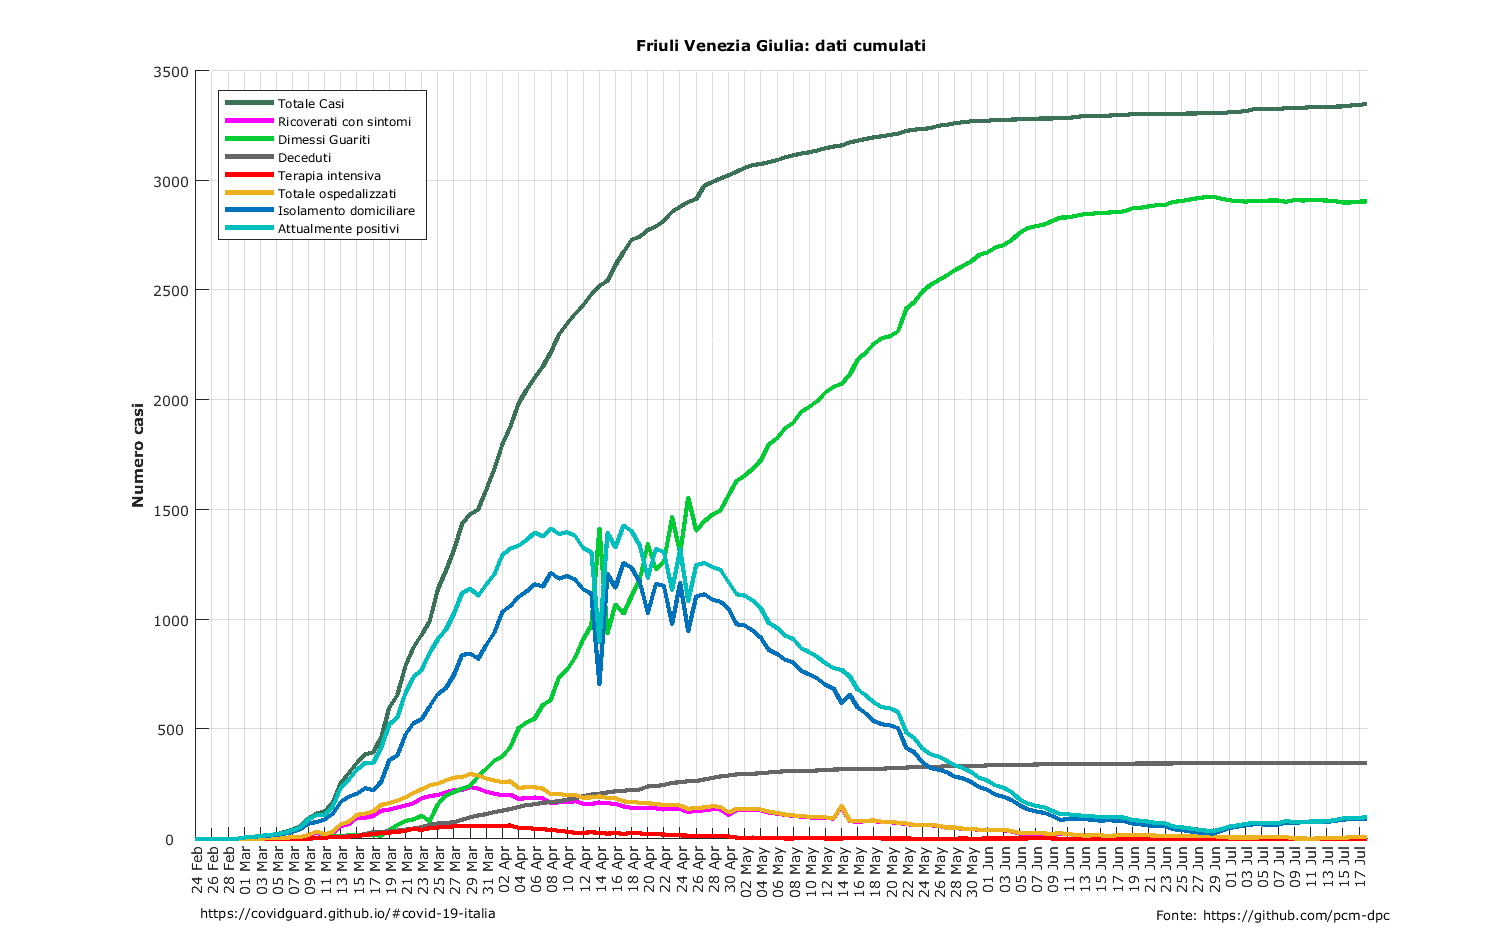 Friuli Venezia Giulia: dati cumulati
3500
3000
2500
2000
1500
1000
500
0
Numero casi
Totale Casi
Ricoverati con sintomi
Dimessi Guariti
Deceduti
Terapia intensiva
Totale ospedalizzati
Isolamento domiciliare
Attualmente positivi
24 Feb
26 Feb
28 Feb
01 Mar
03 Mar
05 Mar
07 Mar
09 Mar
11 Mar
13 Mar
15 Mar
17 Mar
19 Mar
21 Mar
23 Mar
25 Mar
27 Mar
29 Mar
31 Mar
02 Apr
04 Apr
06 Apr
08 Apr
10 Apr
12 Apr
14 Apr
16 Apr
18 Apr
20 Apr
22 Apr
24 Apr
26 Apr
28 Apr
30 Apr
02 May
04 May
06 May
08 May
10 May
12 May
14 May
16 May
18 May
20 May
22 May
24 May
26 May
28 May
30 May
01 Jun
03 Jun
05 Jun
07 Jun
09 Jun
11 Jun
13 Jun
15 Jun
17 Jun
19 Jun
21 Jun
23 Jun
25 Jun
27 Jun
29 Jun
01 Jul
03 Jul
05 Jul
07 Jul
09 Jul
11 Jul
13 Jul
15 Jul
17 Jul
https://covidguard.github.io/#covid-19-italia
Fonte: https://github.com/pcm-dpc